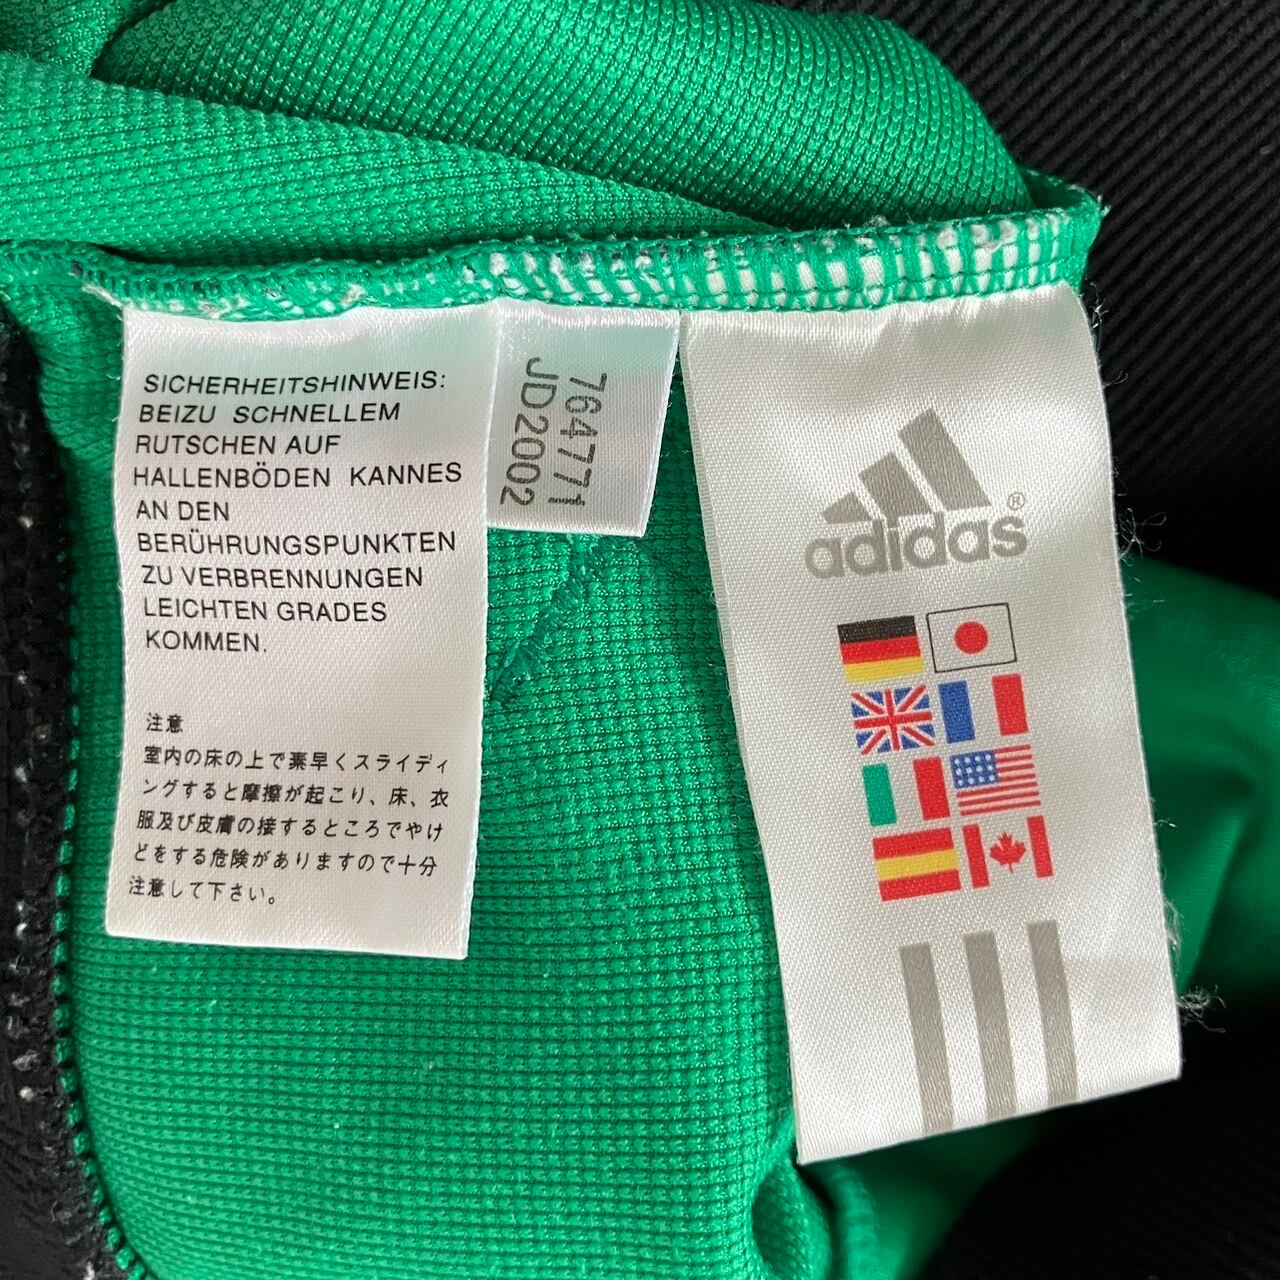 SICHERHEITSHINWEIS:
BEIZU SCHNELLEM
RUTSCHEN AUF
HALLENBÖDEN KANNES
AN DEN
BERÜHRUNGSPUNKTEN
ZU VERBRENNUNGEN
LEICHTEN GRADES
KOMMEN.
注意
室内の床の上で素早くスライディ
ングすると摩擦が起こり、床、衣
服及び皮膚の接するところでやけ
どをする危険がありますので十分
注意して下さい。
764771
JD2002
adidas®